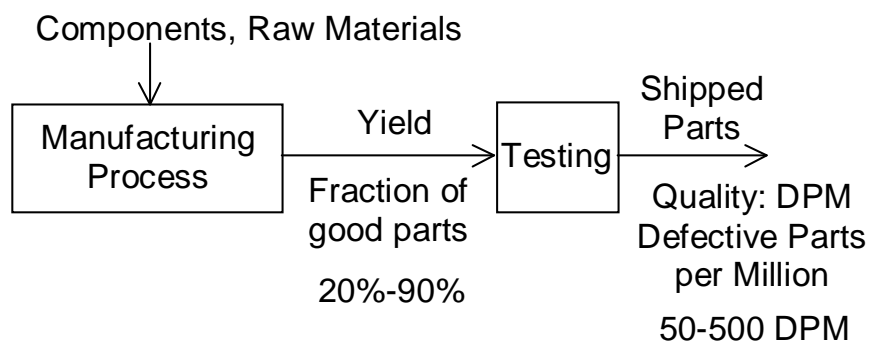 Components, Raw Materials
Manufacturing
Process
Yield
Fraction of
good parts
20%-90%
Testing
Shipped
Parts
Quality: DPM
Defective Parts
per Million
50-500 DPM